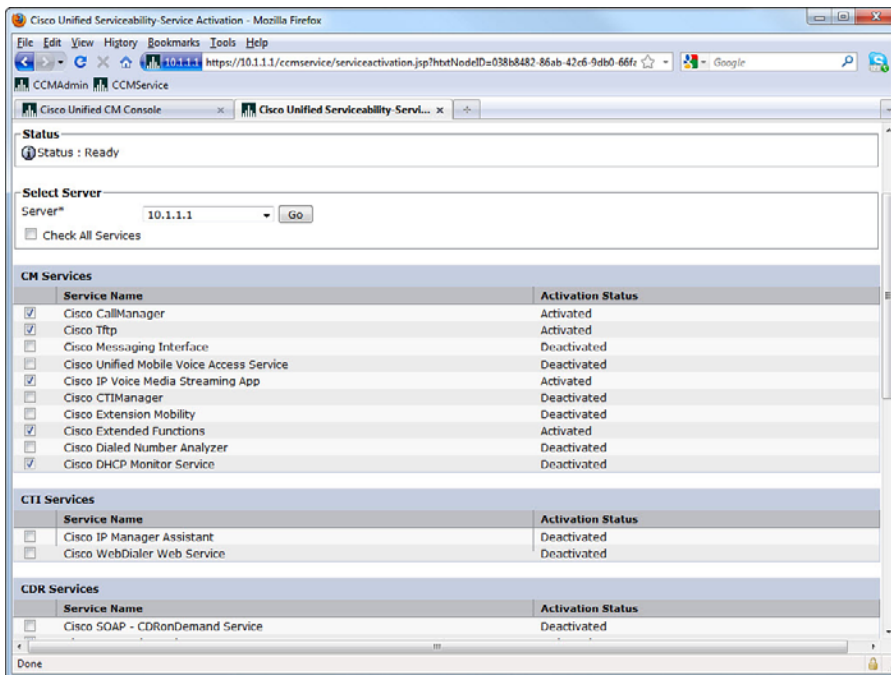 Cisco Unified Serviceability-Service Activation - Mozilla Firefox
File Edit View History Bookmarks Tools Help
10.1.1.1 https://10.1.1.1/ccmservice/serviceactivation.jsp?htxtNodeID=038b8482-86ab-42c6-9db0-66fa Google
CCMAdmin CCMService
Cisco Unified CM Console Cisco Unified Serviceability-Servi...
Status
Status : Ready
Select Server
Server* 10.1.1.1 Go
Check All Services
CM Services
Service Name Activation Status
Cisco CallManager Activated
Cisco Tftp Activated
Cisco Messaging Interface Deactivated
Cisco Unified Mobile Voice Access Service Deactivated
Cisco IP Voice Media Streaming App Activated
Cisco CTIManager Deactivated
Cisco Extension Mobility Deactivated
Cisco Extended Functions Activated
Cisco Dialed Number Analyzer Deactivated
Cisco DHCP Monitor Service Deactivated
CTI Services
Service Name Activation Status
Cisco IP Manager Assistant Deactivated
Cisco WebDialer Web Service Deactivated
CDR Services
Service Name Activation Status
Cisco SOAP - CDRonDemand Service Deactivated
Done